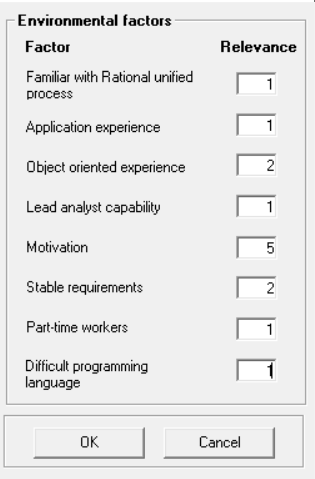 Environmental factors
Factor Relevance
Familiar with Rational unified
process 1
Application experience 1
Object oriented experience 2
Lead analyst capability 1
Motivation 5
Stable requirements 2
Part-time workers 1
Difficult programming
language 1
OK Cancel